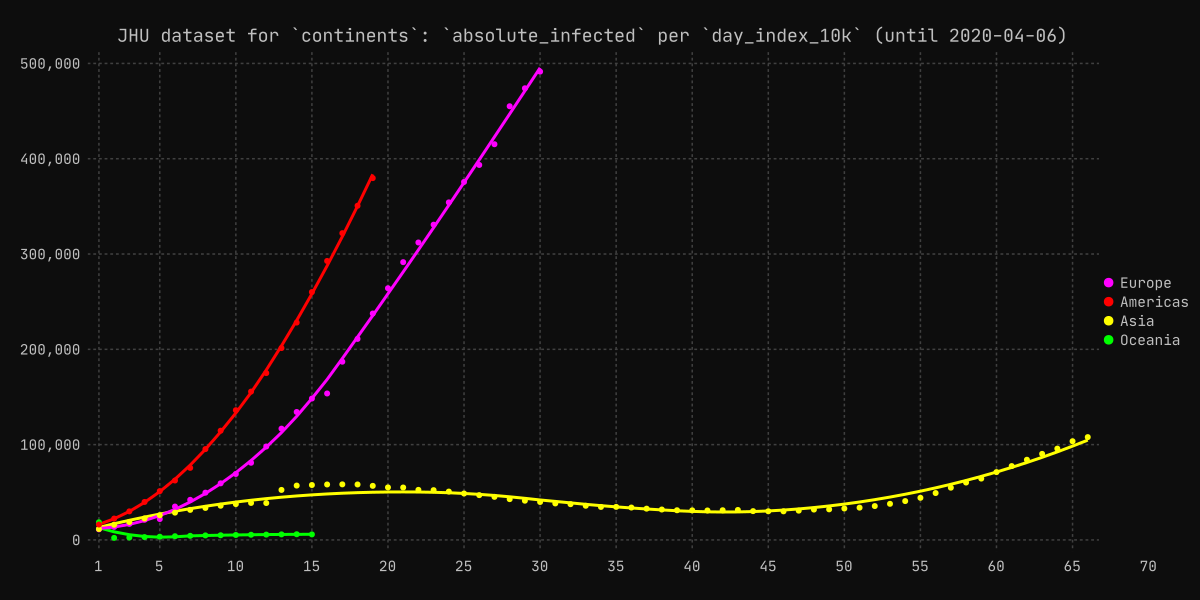 JHU dataset for `continents`: `absolute_infected` per `day_index_10k` (until 2020-04-06)
500,000
400,000
300,000
200,000
100,000
0
1 5 10 15 20 25 30 35 40 45 50 55 60 65 70
Europe
Americas
Asia
Oceania